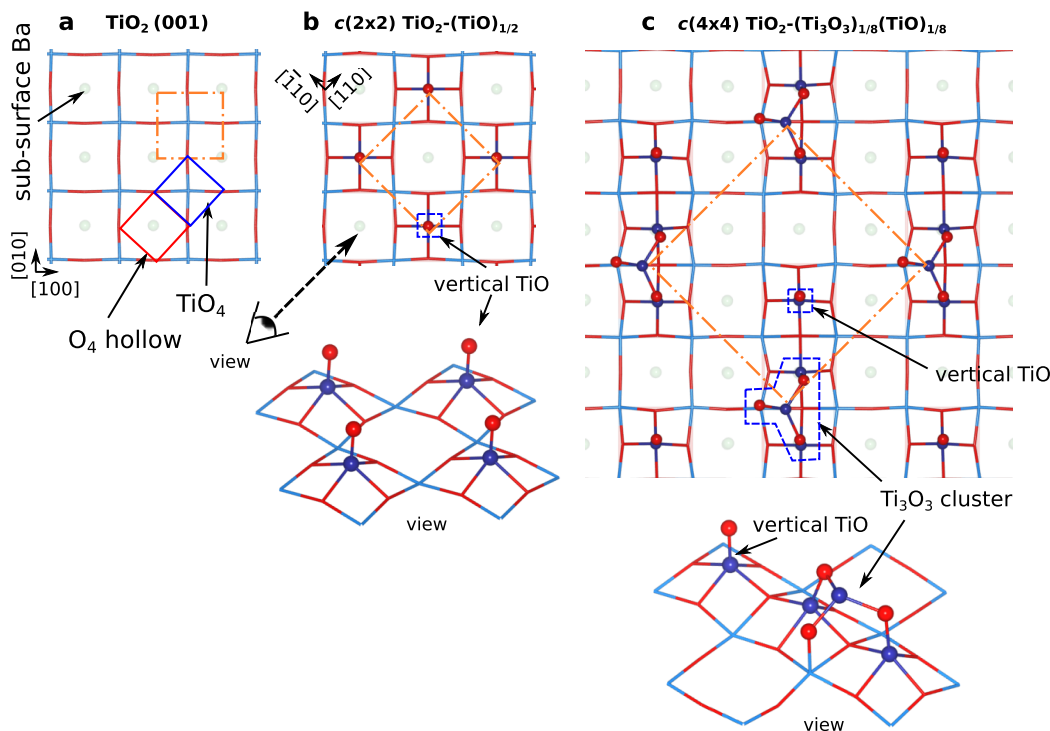 a TiO₂ (001)
b c(2x2) TiO₂-(TiO)₁/₂
c c(4x4) TiO₂-(Ti₃O₃)₁/₈(TiO)₁/₈
sub-surface Ba
[010]
[100]
TiO₄
O₄ hollow
[1̄10]
[110]
view
vertical TiO
view
vertical TiO
Ti₃O₃ cluster
vertical TiO
view